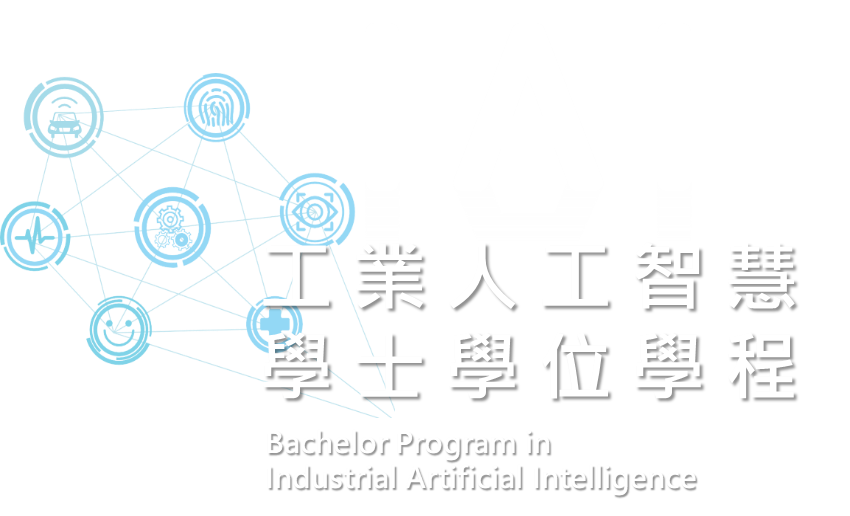 工業人工智慧
學士學位學程
Bachelor Program in
Industrial Artificial Intelligence